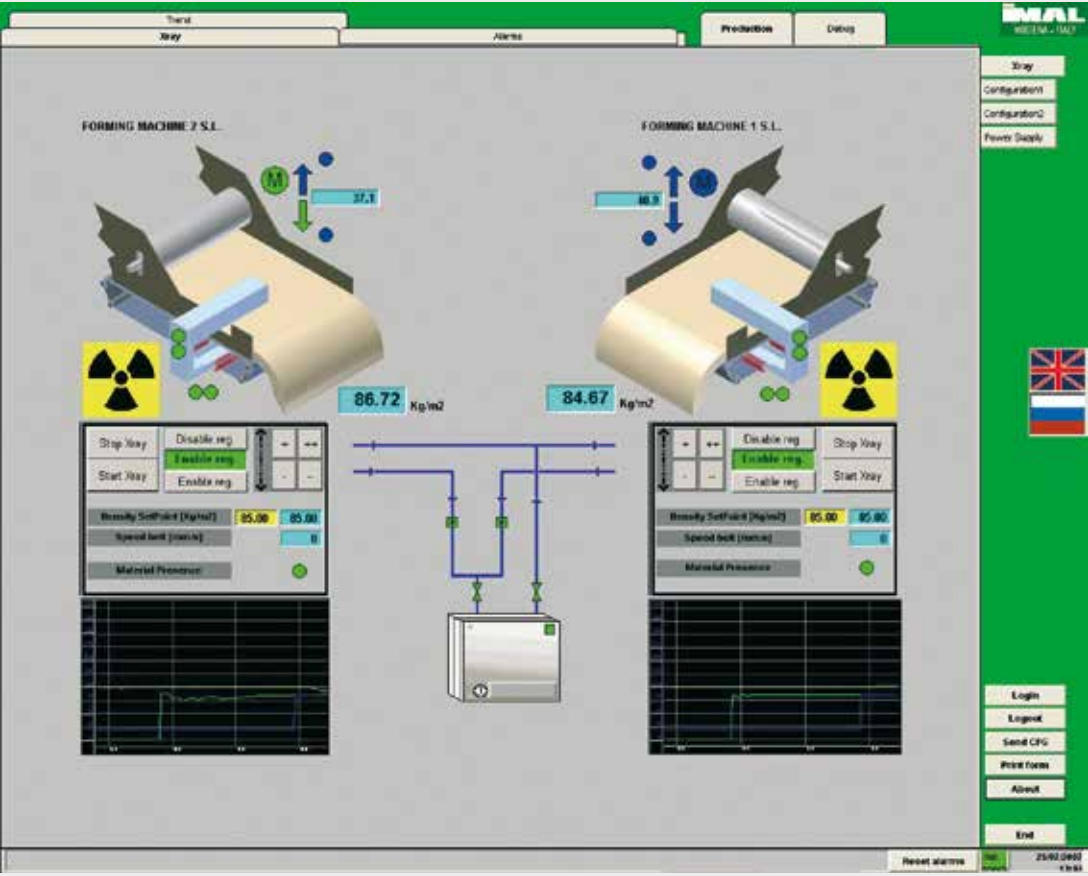 Trend
Xray
Alarms
Production
Debug
IMAL
MODENA - ITALY
Xray
Configuration1
Configuration2
Power Supply
FORMING MACHINE 2 S.L.
FORMING MACHINE 1 S.L.
37.1
86.72 Kg/m2
84.67 Kg/m2
Stop Xray
Disable reg
+ ++
Enable reg.
Start Xray
Enable reg
- -
Density SetPoint [Kg/m2] 85.00 85.00
Speed belt [mm/s] 0
Material Presence
+ ++
Disable reg
Stop Xray
Enable reg.
- -
Enable reg
Start Xray
Density SetPoint [Kg/m2] 85.00 85.00
Speed belt [mm/s] 0
Material Presence
M
M
Login
Logout
Send CFG
Print form
About
End
Reset alarms